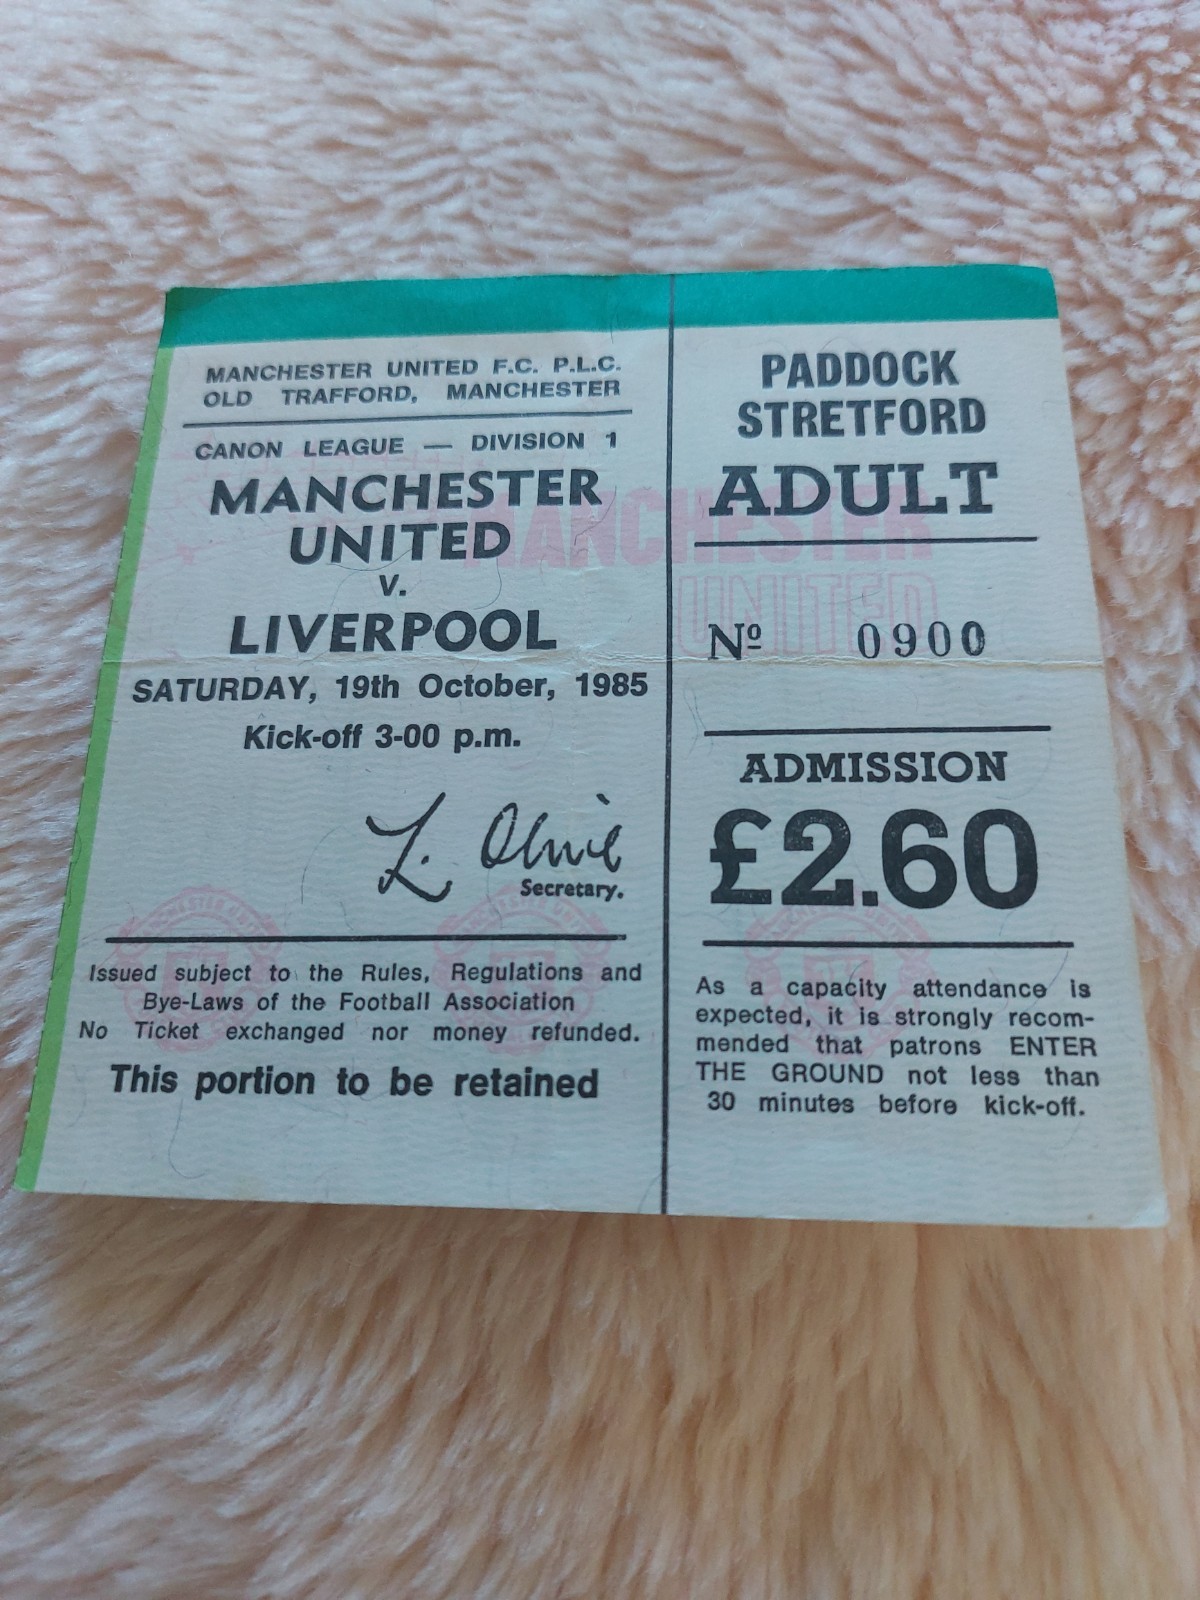 MANCHESTER UNITED F.C. P.L.C.
OLD TRAFFORD, MANCHESTER
CANON LEAGUE — DIVISION 1
MANCHESTER
UNITED
V.
LIVERPOOL
SATURDAY, 19th October, 1985
Kick-off 3-00 p.m.
L. Olive
Secretary.
Issued subject to the Rules, Regulations and
Bye-Laws of the Football Association
No Ticket exchanged nor money refunded.
This portion to be retained
PADDOCK
STRETFORD
ADULT
MANCHESTER
UNITED
Nº 0900
ADMISSION
£2.60
As a capacity attendance is
expected, it is strongly recom-
mended that patrons ENTER
THE GROUND not less than
30 minutes before kick-off.